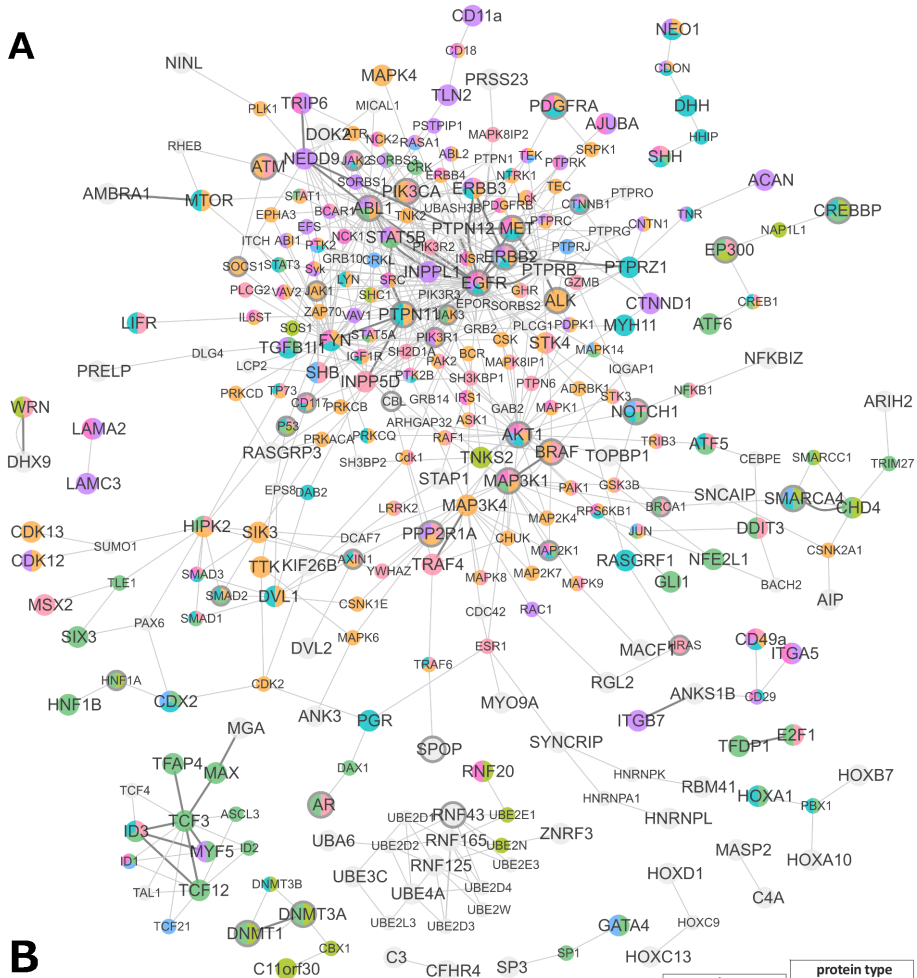 A
CD11a
NEO1
CD18
CDON
NINL
MAPK4
PRSS23
TLN2
DHH
PLK1
TRIP6
MICAL1
PDGFRA
AJUBA
HHIP
RHEB
DOK2
ATR
NCK2
RASA1
PSTPIP1
MAPK8IP2
SRPK1
SHH
ATM
NEDD9
JAK2
SORBS3
CRK
ABL2
PTPN1
TEK
PTPRK
AMBRA1
MTOR
STAT1
SORBS1
PIK3CA
ERBB4
ERBB3
NTRK1
TEC
PTPRO
ACAN
EPHA3
BCAR1
ABL1
TNK2
UBASH3B
PDGFRB
Lck
CTNNB1
TNR
CREBBP
EFS
PTPN12
MET
PTPRC
PTPRG
CNTN1
NAP1L1
ITCH
ABI1
PTK2
NCK1
STAT5B
PIK3R2
PTPRJ
EP300
SOCS1
STAT3
Syk
GRB10
CRKL
INPPL1
INSR
ERBB2
PTPRB
PTPRZ1
LYN
SRC
EGFR
GHR
GZMB
PLCG2
VAV2
JAK1
SHC1
PIK3R3
EPOR
SORBS2
ALK
CTNND1
CREB1
LIFR
IL6ST
SOS1
ZAP70
VAV1
PTPN11
JAK3
GRB2
PLCG1
PDPK1
MYH11
ATF6
PRELP
DLG4
TGFB1I1
FYN
STAT5A
PIK3R1
CSK
STK4
MAPK14
NFKBIZ
LCP2
SHB
IGF1R
SH2D1A
PAK2
BCR
MAPK8IP1
IQGAP1
INPP5D
PTK2B
SH3KBP1
PTPN6
ADRBK1
NFKB1
PRKCD
TP73
CD117
PRKCB
CBL
GRB14
IRS1
GAB2
MAPK1
STK3
NOTCH1
ARIH2
WRN
LAMA2
P53
PRKACA
PRKCQ
ARHGAP32
RAF1
ASK1
AKT1
TRIB3
ATF5
DHX9
RASGRP3
SH3BP2
Cdk1
TNKS2
BRAF
TOPBP1
CEBPE
SMARCC1
TRIM27
LAMC3
EPS8
DAB2
STAP1
MAP3K1
PAK1
GSK3B
SNCAIP
SMARCA4
CHD4
LRRK2
MAP3K4
RPS6KB1
BRCA1
CDK13
HIPK2
SIK3
DCAF7
PPP2R1A
CHUK
MAP2K4
JUN
DDIT3
CDK12
SUMO1
TTK
KIF26B
AXIN1
YWHAZ
TRAF4
MAP2K1
RASGRF1
NFE2L1
CSNK2A1
TLE1
SMAD3
MAPK8
MAP2K7
MAPK9
GLI1
BACH2
AIP
MSX2
SMAD2
DVL1
CSNK1E
CDC42
RAC1
SIX3
PAX6
SMAD1
DVL2
MAPK6
ESR1
MACF1
HRAS
CD49a
ITGA5
HNF1A
CDK2
TRAF6
RGL2
HNF1B
CDX2
ANK3
PGR
MYO9A
ANKS1B
CD29
ITGB7
MGA
SPOP
SYNCRIP
TFDP1
E2F1
TFAP4
MAX
DAX1
RNF20
HNRNPK
RBM41
HOXB7
TCF4
TCF3
ASCL3
AR
UBE2D1
RNF43
UBE2E1
HNRNPA1
HNRNPL
HOXA1
PBX1
ID3
MYF5
ID2
UBA6
UBE2D2
RNF165
UBE2N
ZNRF3
ID1
RNF125
UBE2E3
MASP2
HOXA10
TAL1
TCF12
DNMT3B
UBE3C
UBE4A
UBE2D4
HOXD1
C4A
TCF21
DNMT3A
UBE2L3
UBE2W
UBE2D3
GATA4
HOXC9
DNMT1
CBX1
C3
SP1
B
C11orf30
CFHR4
SP3
HOXC13
protein type